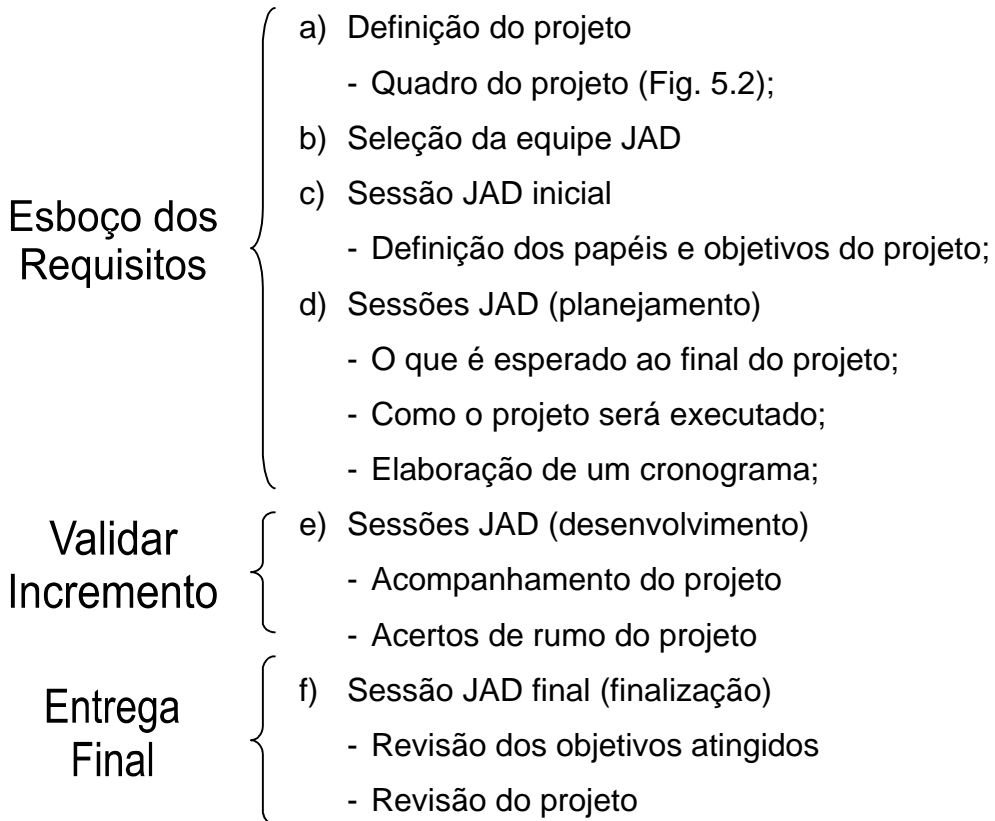 Esboço dos
Requisitos
a) Definição do projeto
- Quadro do projeto (Fig. 5.2);
b) Seleção da equipe JAD
c) Sessão JAD inicial
- Definição dos papéis e objetivos do projeto;
d) Sessões JAD (planejamento)
- O que é esperado ao final do projeto;
- Como o projeto será executado;
- Elaboração de um cronograma;
Validar
Incremento
e) Sessões JAD (desenvolvimento)
- Acompanhamento do projeto
- Acertos de rumo do projeto
Entrega
Final
f) Sessão JAD final (finalização)
- Revisão dos objetivos atingidos
- Revisão do projeto